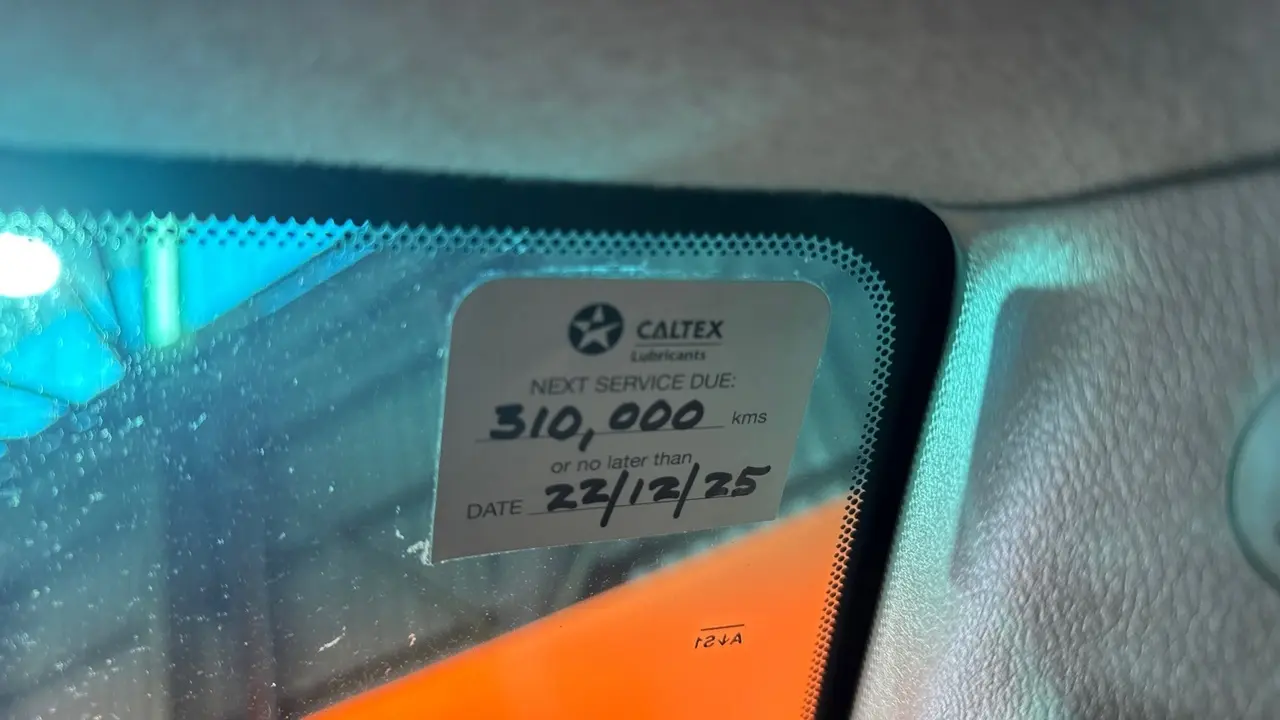 CALTEX
Lubricants
NEXT SERVICE DUE:
310,000 kms
or no later than
DATE 22/12/25